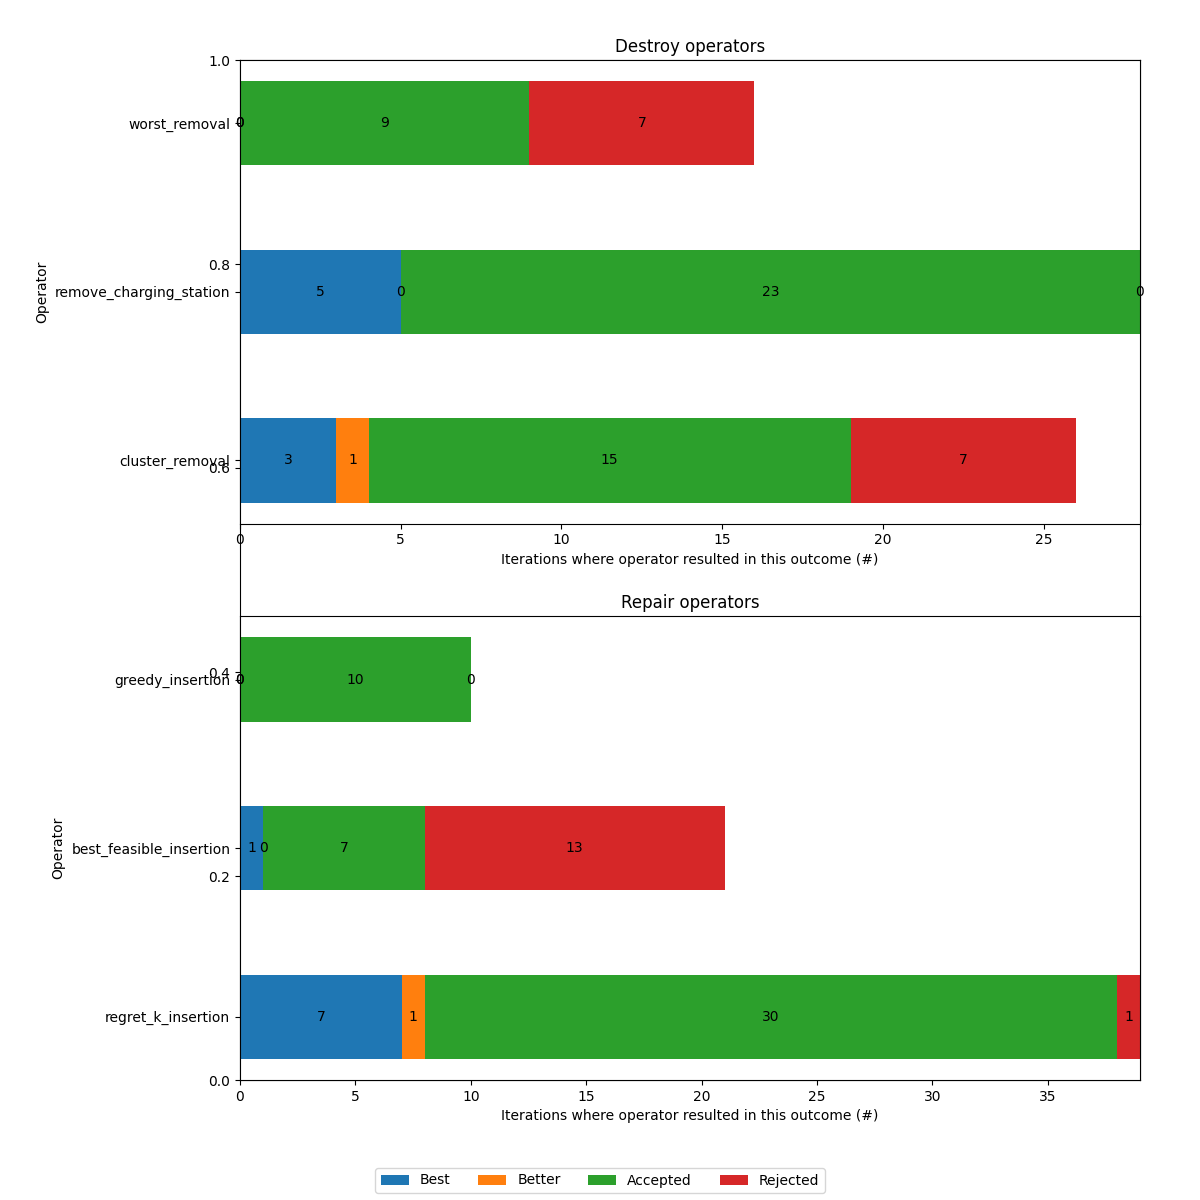 Destroy operators
1.0
worst_removal 0 0 9 7
0.8
Operator
remove_charging_station 5 0 23 0
cluster_removal 3 1 15 7
0.6
0 5 10 15 20 25
Iterations where operator resulted in this outcome (#)
Repair operators
0.4
greedy_insertion 0 0 10 0
Operator
best_feasible_insertion 1 0 7 13
0.2
regret_k_insertion 7 1 30 1
0.0
0 5 10 15 20 25 30 35
Iterations where operator resulted in this outcome (#)
Best Better Accepted Rejected